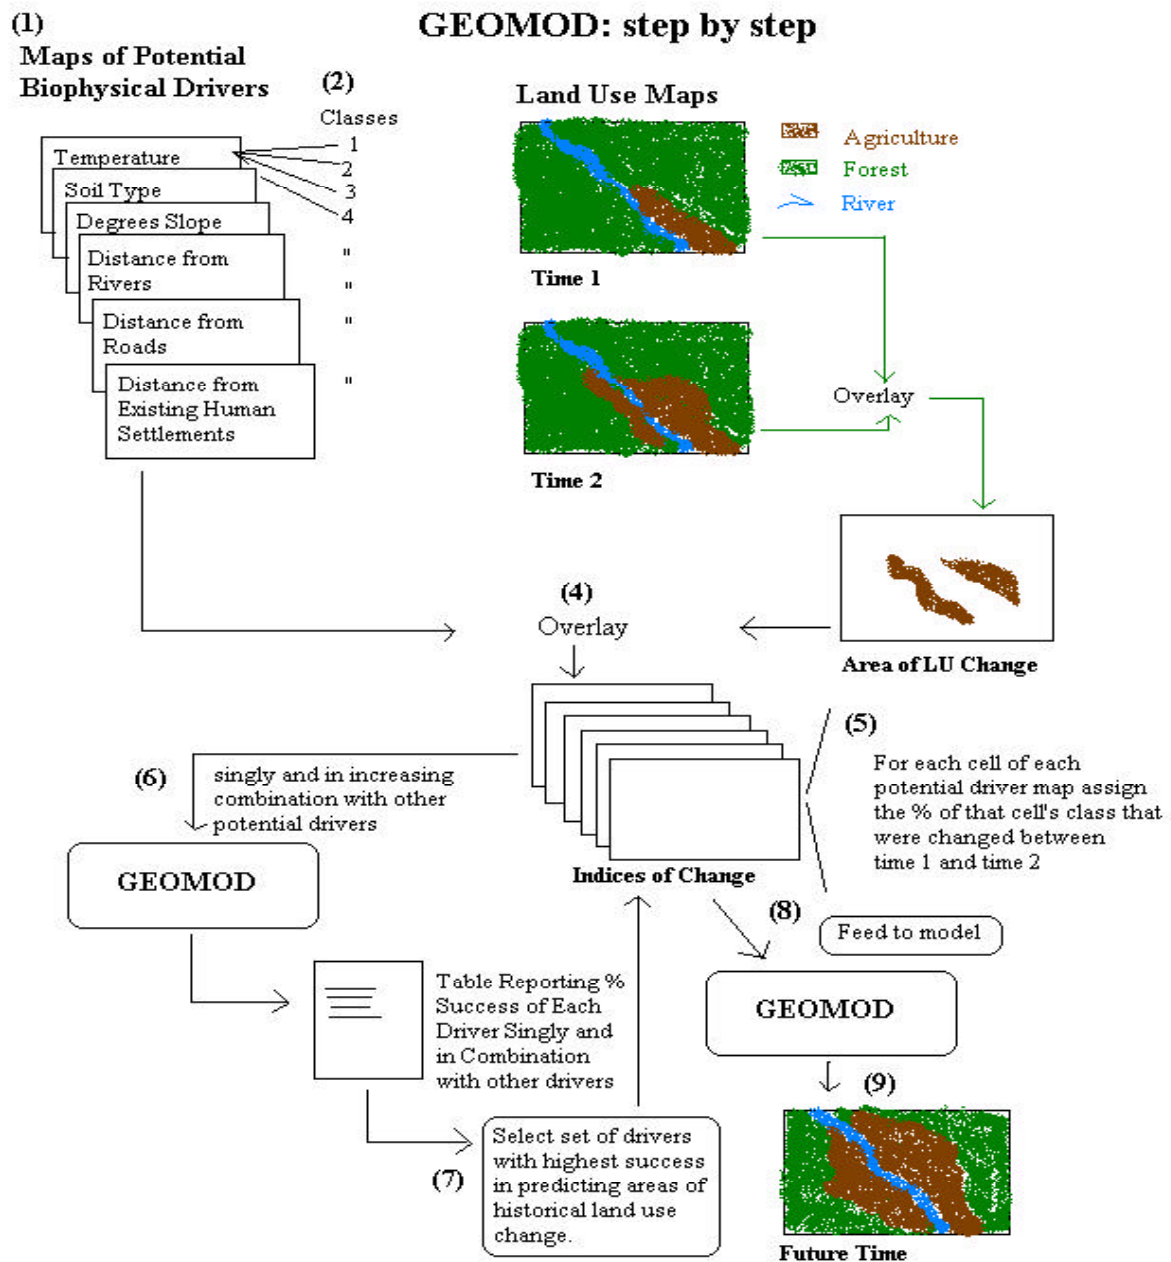 GEOMOD: step by step
(1)
Maps of Potential
Biophysical Drivers
(2)
Classes
1
2
3
4
"
"
"
"
Temperature
Soil Type
Degrees Slope
Distance from
Rivers
Distance from
Roads
Distance from
Existing Human
Settlements
Land Use Maps
Agriculture
Forest
River
Time 1
Time 2
Overlay
Area of LU Change
(4)
Overlay
(5)
For each cell of each
potential driver map assign
the % of that cell's class that
were changed between
time 1 and time 2
Indices of Change
(6)
singly and in increasing
combination with other
potential drivers
GEOMOD
Table Reporting %
Success of Each
Driver Singly and
in Combination
with other drivers
(7)
Select set of drivers
with highest success
in predicting areas of
historical land use
change.
(8)
Feed to model
GEOMOD
(9)
Future Time